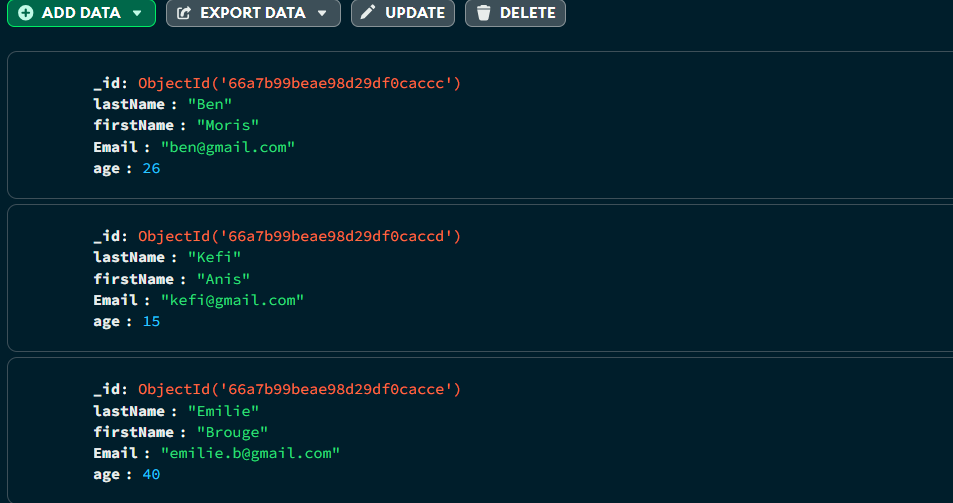 ADD DATA EXPORT DATA UPDATE DELETE
_id: ObjectId('66a7b99beae98d29df0caccc')
lastName : "Ben"
firstName : "Moris"
Email : "ben@gmail.com"
age : 26
_id: ObjectId('66a7b99beae98d29df0caccd')
lastName : "Kefi"
firstName : "Anis"
Email : "kefi@gmail.com"
age : 15
_id: ObjectId('66a7b99beae98d29df0cacce')
lastName : "Emilie"
firstName : "Brouge"
Email : "emilie.b@gmail.com"
age : 40